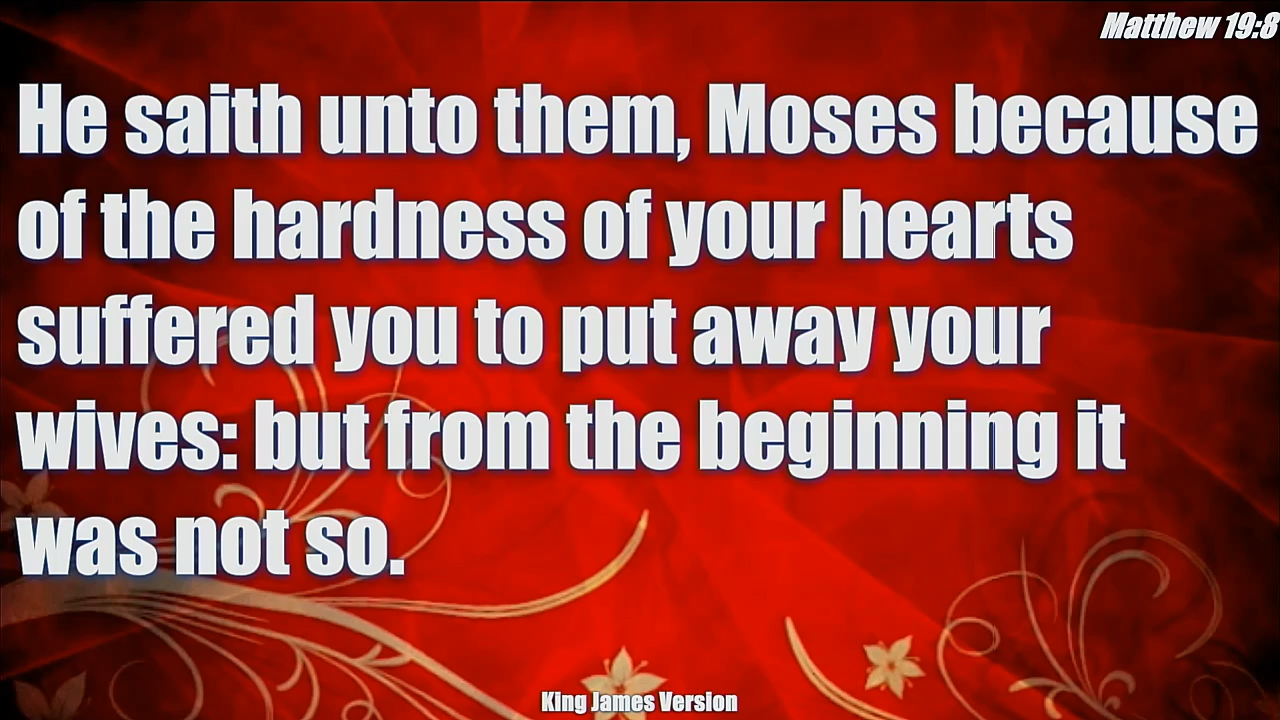 Matthew 19:8
He saith unto them, Moses because
of the hardness of your hearts
suffered you to put away your
wives: but from the beginning it
was not so.
King James Version